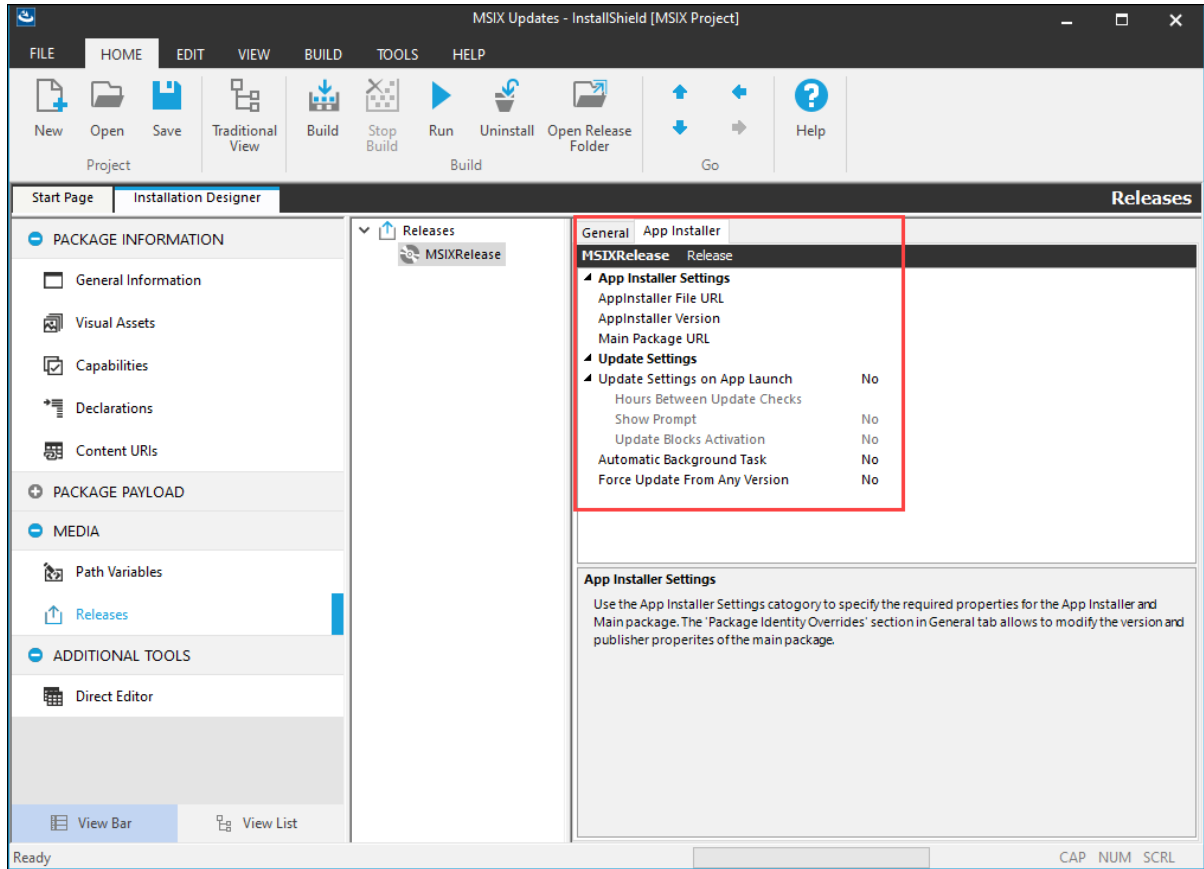 MSIX Updates - InstallShield [MSIX Project]
FILE HOME EDIT VIEW BUILD TOOLS HELP
New Open Save Traditional View Build Stop Build Run Uninstall Open Release Folder Help
Project Build Go
Start Page Installation Designer Releases
PACKAGE INFORMATION
General Information
Visual Assets
Capabilities
Declarations
Content URIs
PACKAGE PAYLOAD
MEDIA
Path Variables
Releases
ADDITIONAL TOOLS
Direct Editor
View Bar View List
Releases
MSIXRelease
General App Installer
MSIXRelease Release
App Installer Settings
AppInstaller File URL
AppInstaller Version
Main Package URL
Update Settings
Update Settings on App Launch No
Hours Between Update Checks
Show Prompt No
Update Blocks Activation No
Automatic Background Task No
Force Update From Any Version No
App Installer Settings
Use the App Installer Settings catogory to specify the required properties for the App Installer and
Main package. The 'Package Identity Overrides' section in General tab allows to modify the version and
publisher properites of the main package.
Ready CAP NUM SCRL